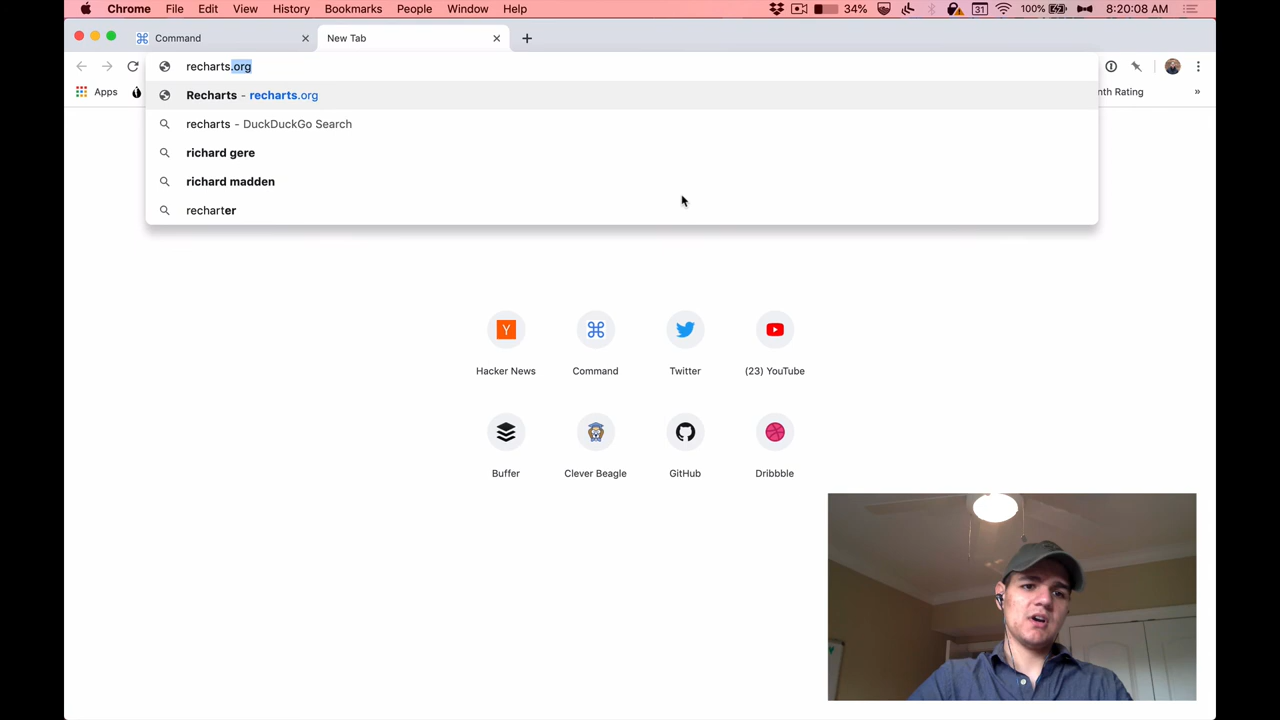 Chrome File Edit View History Bookmarks People Window Help 34% 31 100% 8:20:08 AM
Command New Tab
recharts.org
Apps nth Rating »
Recharts - recharts.org
recharts - DuckDuckGo Search
richard gere
richard madden
recharter
Hacker News Command Twitter (23) YouTube
Buffer Clever Beagle GitHub Dribbble